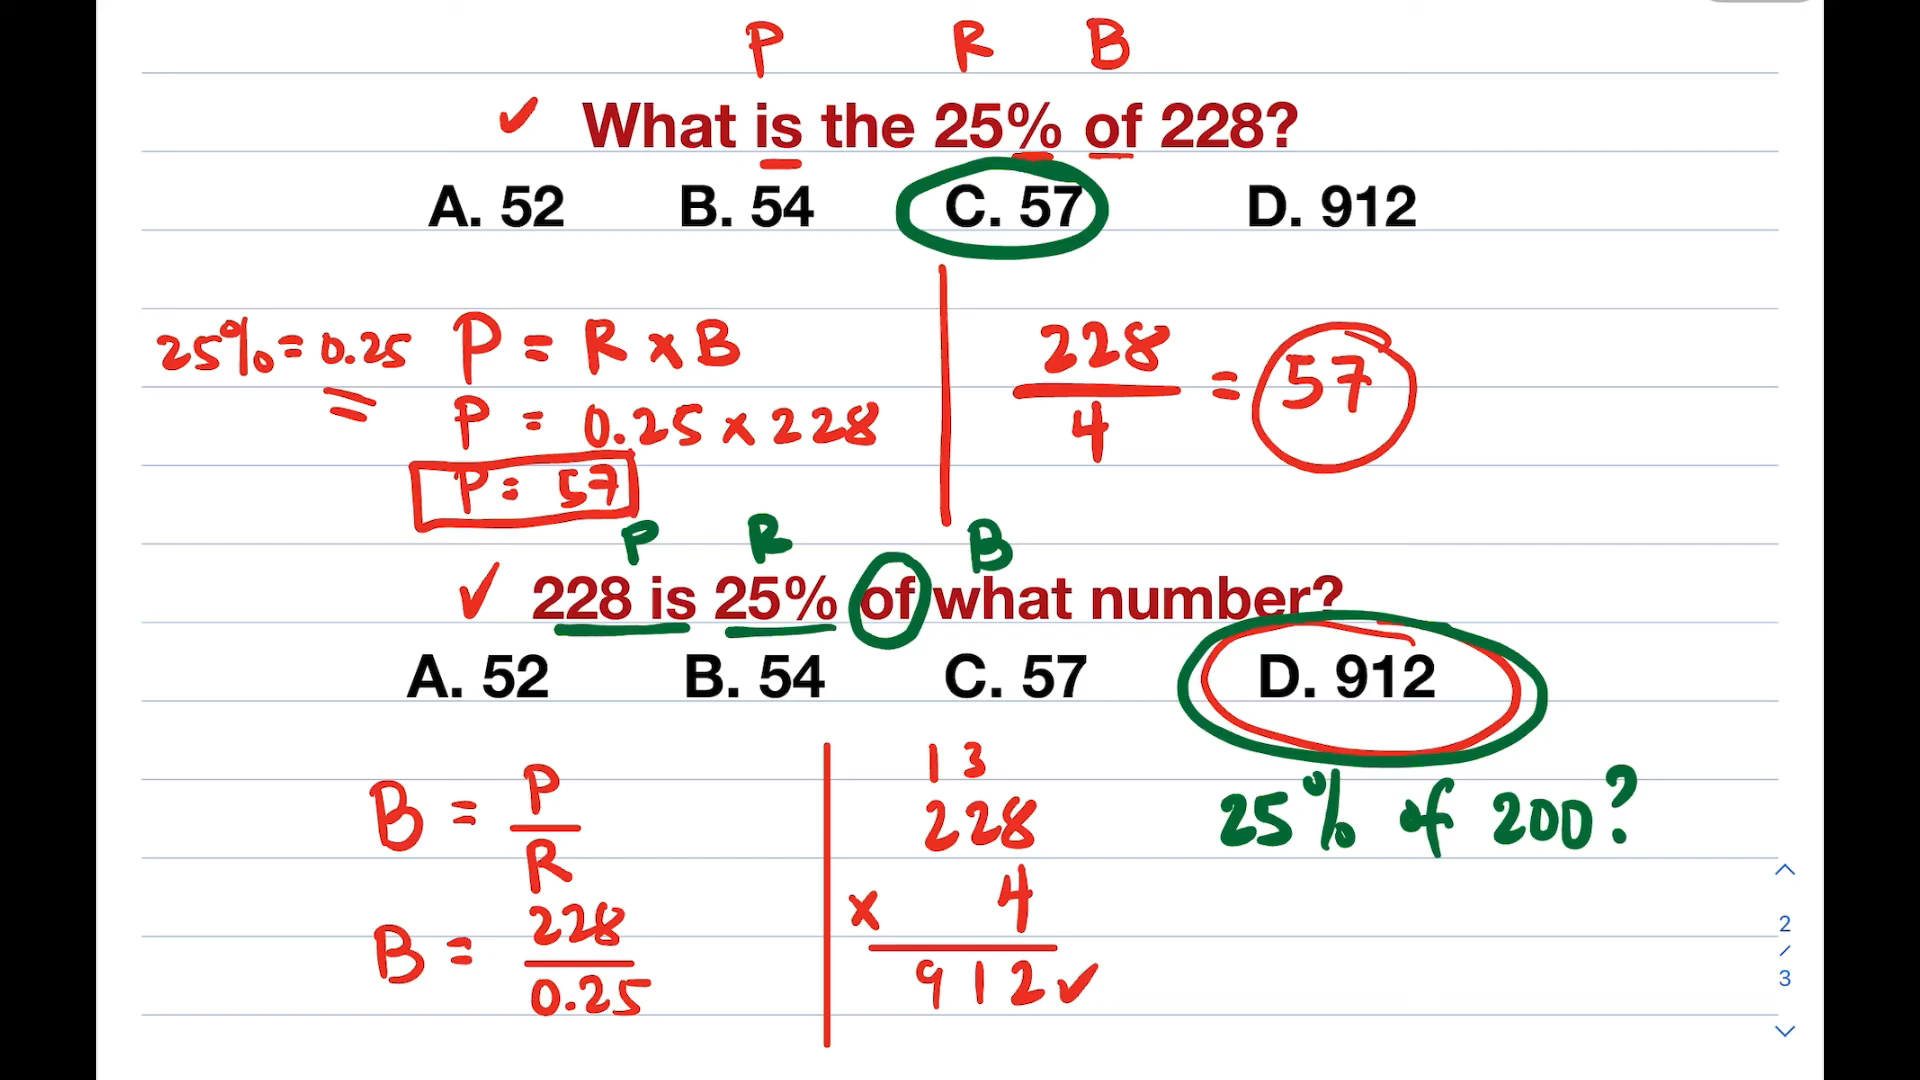 P R B
✓ What is the 25% of 228?
A. 52 B. 54 C. 57 D. 912
25% = 0.25 P = R x B
P = 0.25 x 228
P = 57
228
4
= 57
P R B
✓ 228 is 25% of what number?
A. 52 B. 54 C. 57 D. 912
B = P
R
B = 228
0.25
1 3
228
x 4
912 ✓
25% of 200?
2
/
3